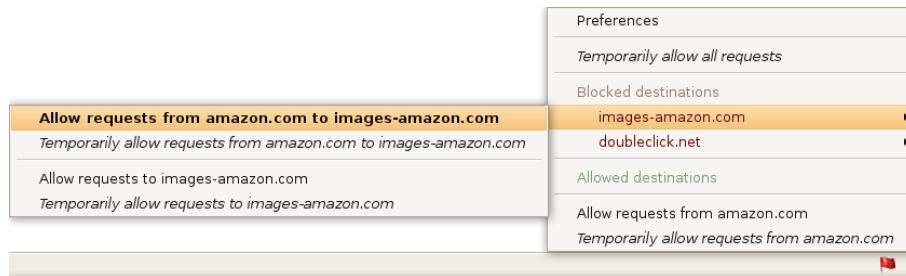 Preferences
Temporarily allow all requests
Blocked destinations
images-amazon.com
doubleclick.net
Allowed destinations
Allow requests from amazon.com
Temporarily allow requests from amazon.com
Allow requests from amazon.com to images-amazon.com
Temporarily allow requests from amazon.com to images-amazon.com
Allow requests to images-amazon.com
Temporarily allow requests to images-amazon.com